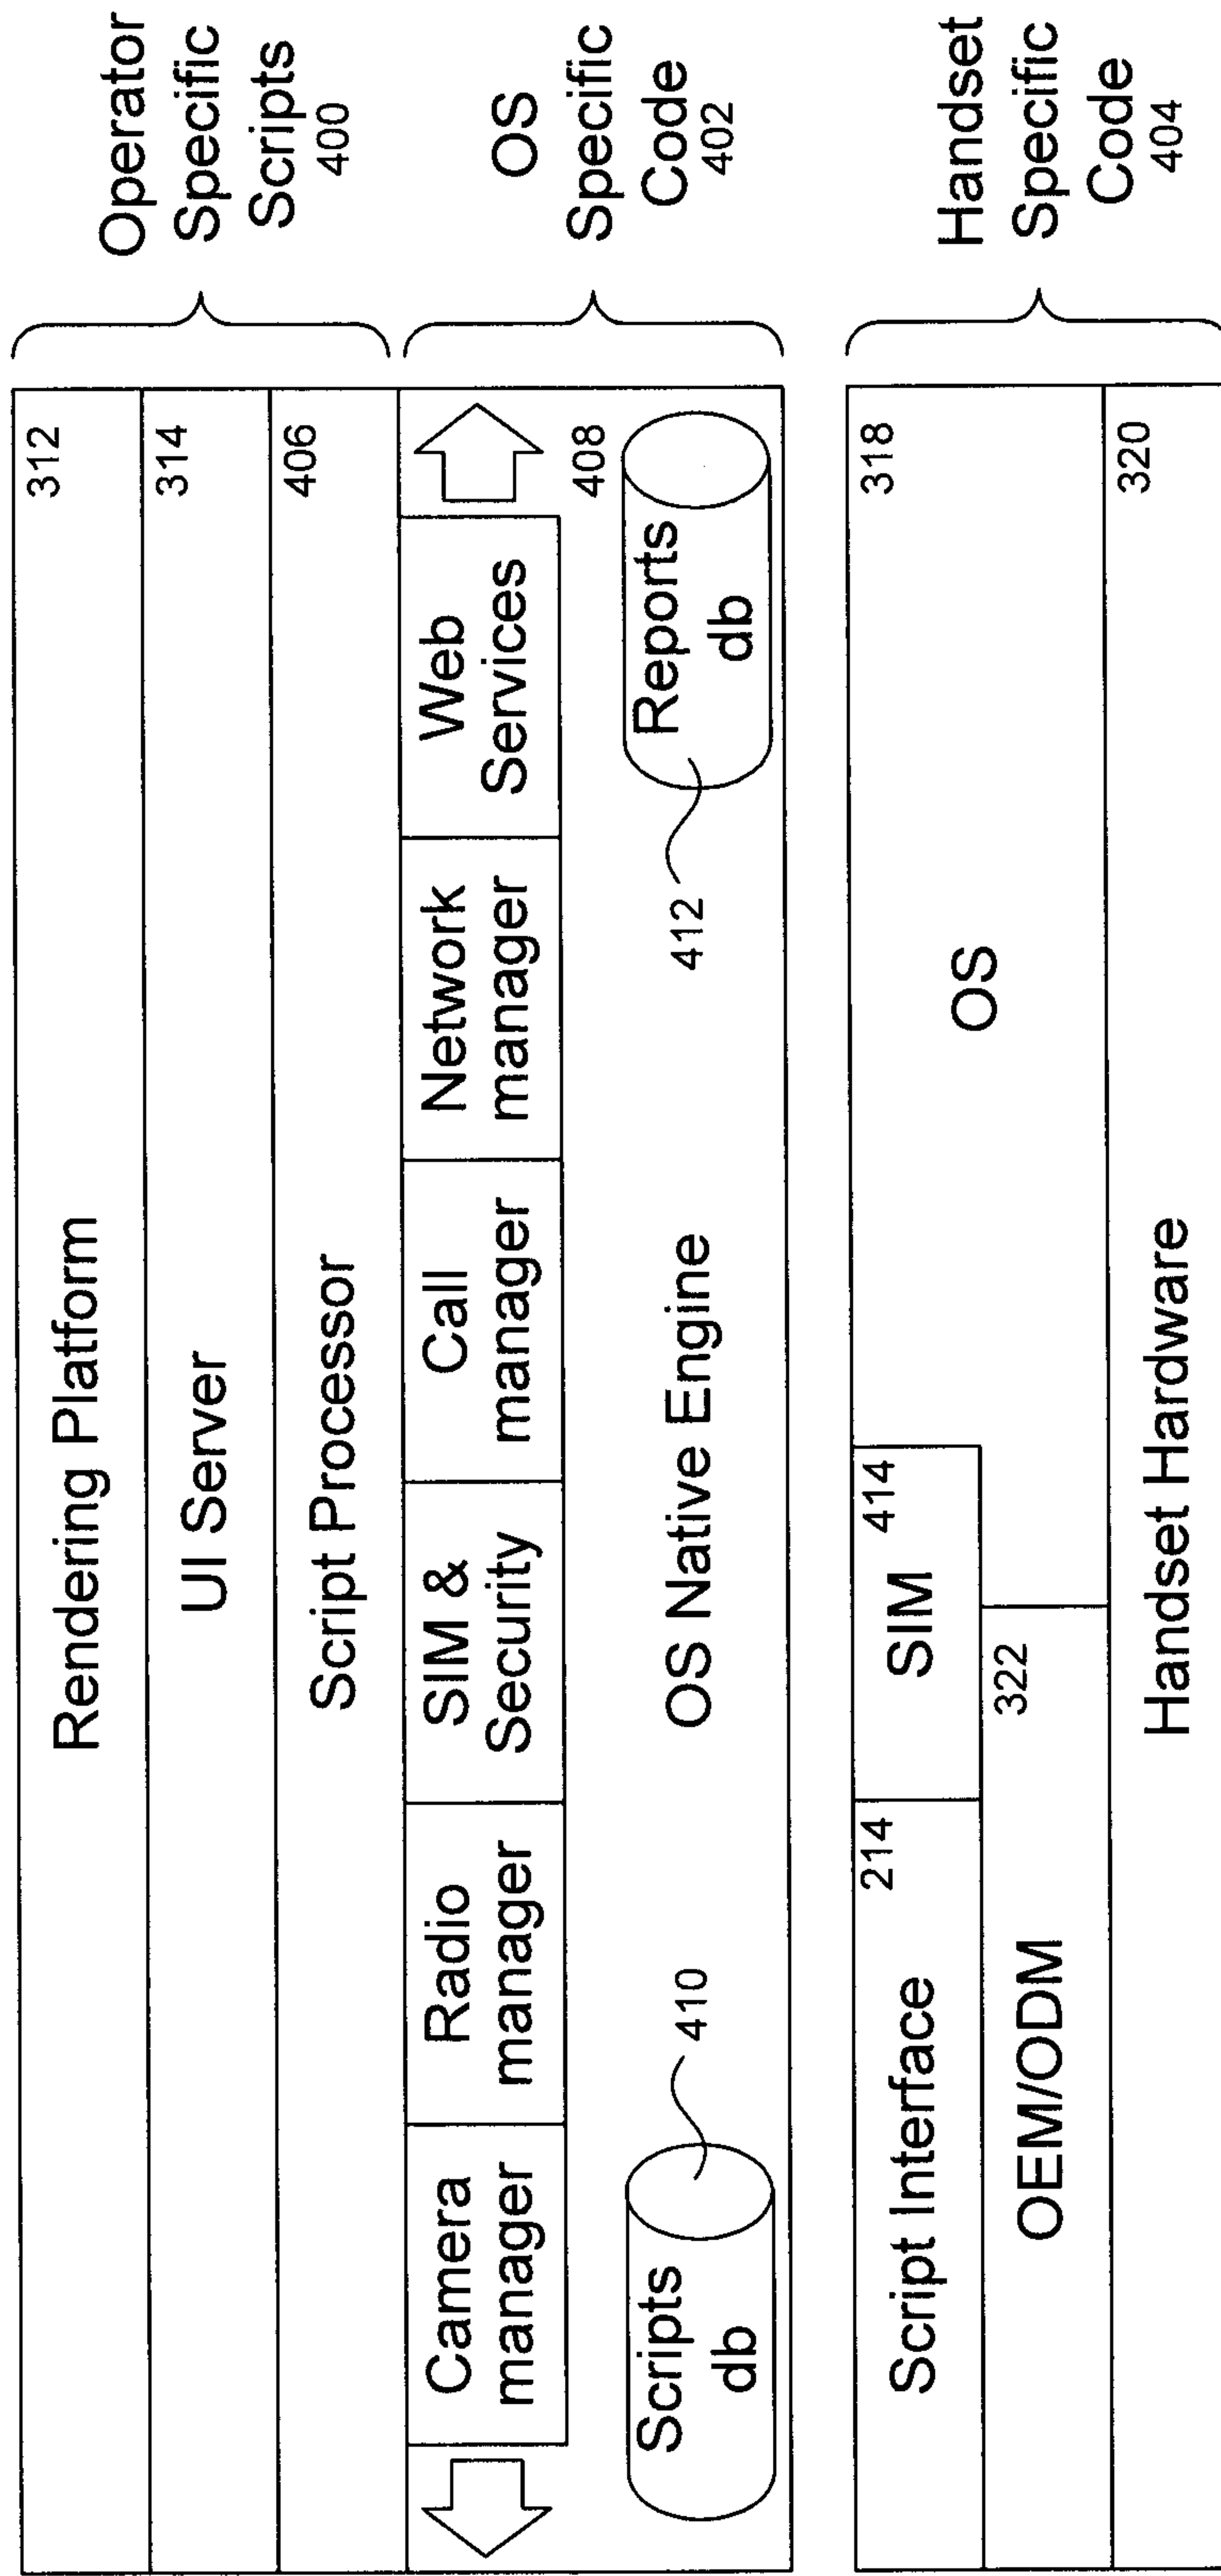 Rendering Platform
312
Operator
Specific
Scripts
400
UI Server
314
Script Processor
406
Camera
manager
Radio
manager
SIM &
Security
Call
manager
Network
manager
Web
Services
OS
Specific
Code
402
408
Scripts
db
410
OS Native Engine
412
Reports
db
Script Interface
214
SIM
414
OS
318
Handset
Specific
Code
404
OEM/ODM
322
Handset Hardware
320